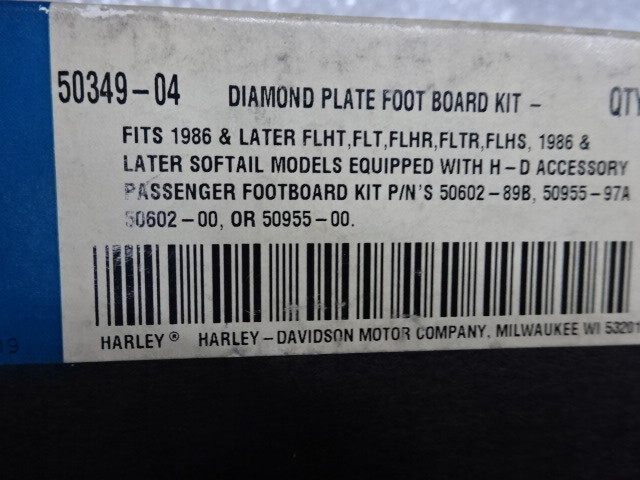 50349-04 DIAMOND PLATE FOOT BOARD KIT - QTY
FITS 1986 & LATER FLHT,FLT,FLHR,FLTR,FLHS, 1986 &
LATER SOFTAIL MODELS EQUIPPED WITH H-D ACCESSORY
PASSENGER FOOTBOARD KIT P/N'S 50602-89B, 50955-97A
50602-00, OR 50955-00.
HARLEY® HARLEY-DAVIDSON MOTOR COMPANY, MILWAUKEE WI 53201